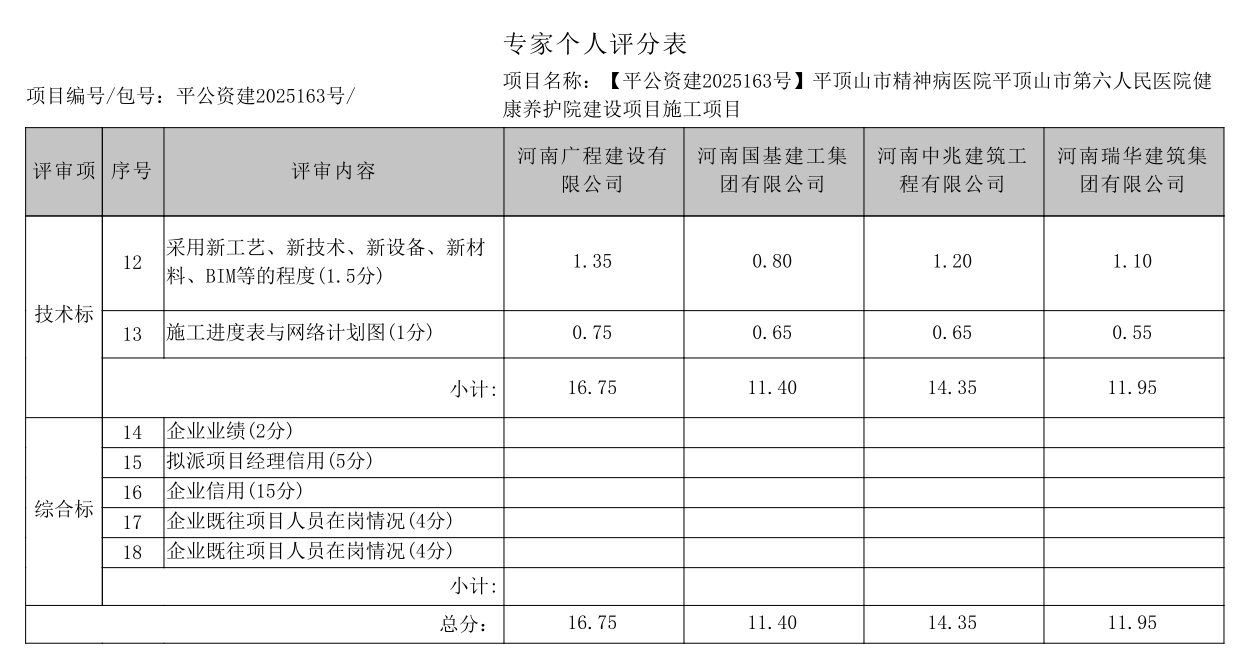 专家个人评分表
项目编号/包号：平公资建2025163号/
项目名称：【平公资建2025163号】平顶山市精神病医院平顶山市第六人民医院健
康养护院建设项目施工项目
评审项 序号 评审内容 河南广程建设有限公司 河南国基建工集团有限公司 河南中兆建筑工程有限公司 河南瑞华建筑集团有限公司
技术标
12 采用新工艺、新技术、新设备、新材料、BIM等的程度(1.5分) 1.35 0.80 1.20 1.10
13 施工进度表与网络计划图(1分) 0.75 0.65 0.65 0.55
小计: 16.75 11.40 14.35 11.95
综合标
14 企业业绩(2分)
15 拟派项目经理信用(5分)
16 企业信用(15分)
17 企业既往项目人员在岗情况(4分)
18 企业既往项目人员在岗情况(4分)
小计:
总分： 16.75 11.40 14.35 11.95